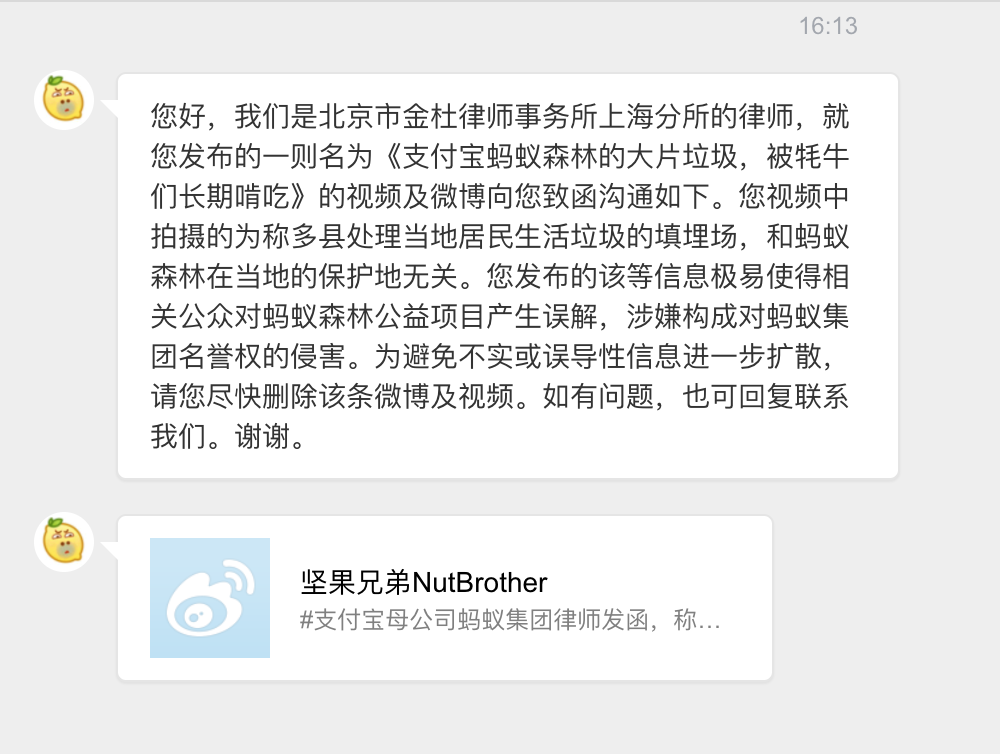 16:13
您好，我们是北京市金杜律师事务所上海分所的律师，就
您发布的一则名为《支付宝蚂蚁森林的大片垃圾，被牦牛
们长期啃吃》的视频及微博向您致函沟通如下。您视频中
拍摄的为称多县处理当地居民生活垃圾的填埋场，和蚂蚁
森林在当地的保护地无关。您发布的该等信息极易使得相
关公众对蚂蚁森林公益项目产生误解，涉嫌构成对蚂蚁集
团名誉权的侵害。为避免不实或误导性信息进一步扩散，
请您尽快删除该条微博及视频。如有问题，也可回复联系
我们。谢谢。
坚果兄弟NutBrother
#支付宝母公司蚂蚁集团律师发函，称…